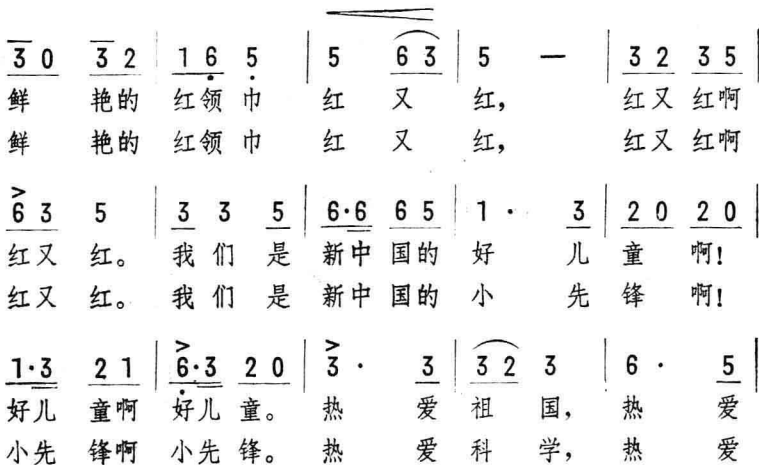 3 0 3 2 | 1 6 5 | 5 6 3 | 5 — | 3 2 3 5 |
鲜 艳的 红领巾 红 又 红, 红又 红啊
鲜 艳的 红领巾 红 又 红, 红又 红啊
6 3 5 | 3 3 5 | 6·6 6 5 | 1 · 3 | 2 0 2 0 |
红又 红。 我 们 是 新中 国的 好 儿 童 啊!
红又 红。 我 们 是 新中 国的 小 先 锋 啊!
1·3 2 1 | 6·3 2 0 | 3 · 3 | 3 2 3 | 6 · 5 |
好儿 童啊 好儿 童。 热 爱 祖 国, 热 爱
小先 锋啊 小先 锋。 热 爱 科 学, 热 爱